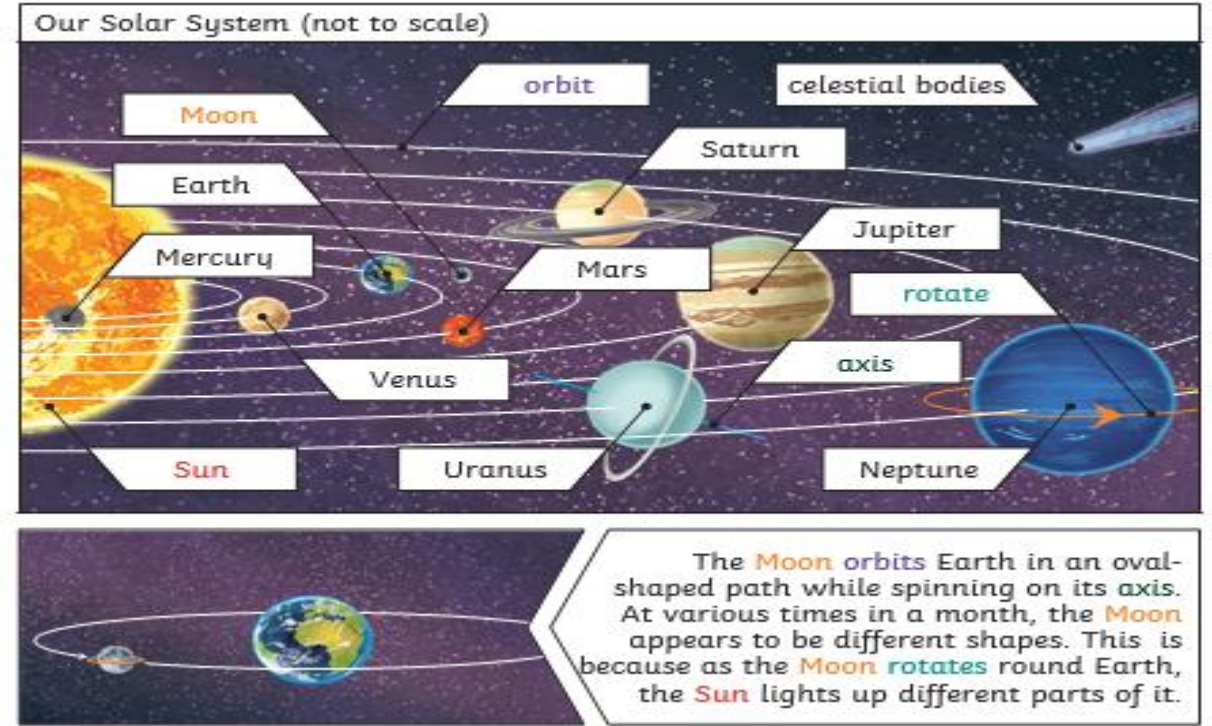 Our Solar System (not to scale)
orbit
celestial bodies
Moon
Saturn
Earth
Jupiter
Mercury
Mars
rotate
axis
Venus
Sun
Uranus
Neptune
The Moon orbits Earth in an oval-
shaped path while spinning on its axis.
At various times in a month, the Moon
appears to be different shapes. This is
because as the Moon rotates round Earth,
the Sun lights up different parts of it.